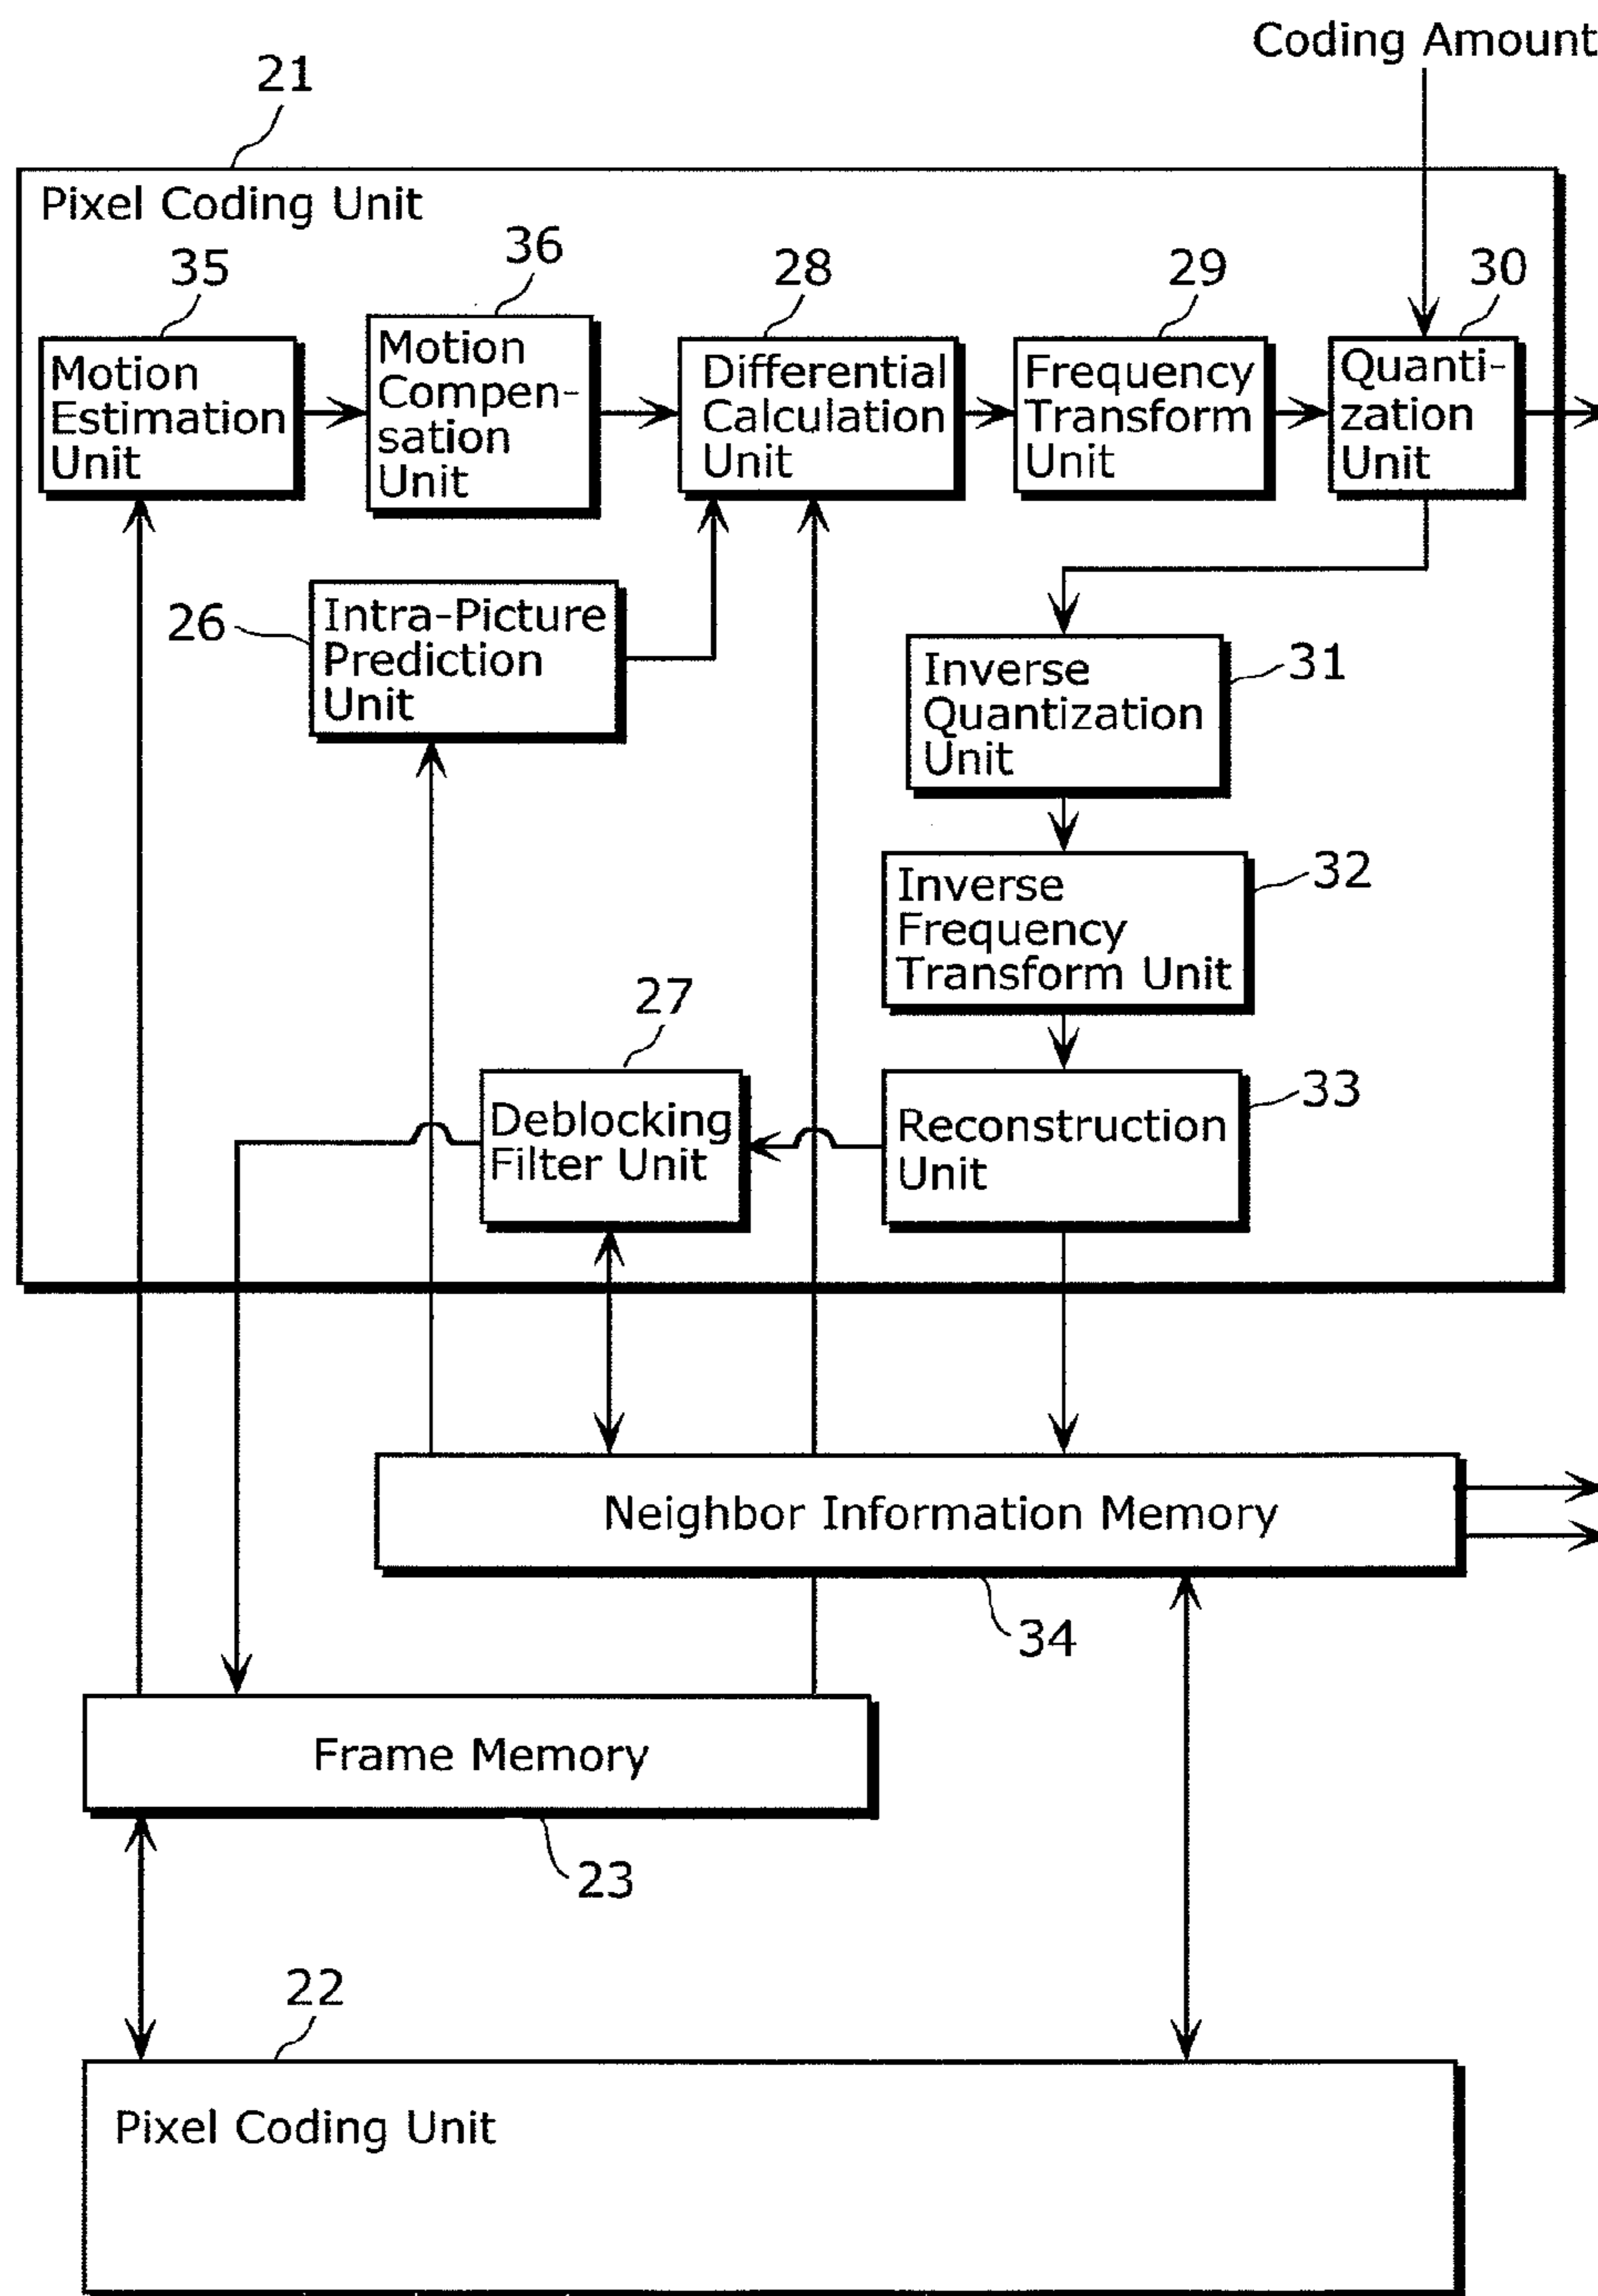 Coding Amount
21
Pixel Coding Unit
35
36
28
29
30
Motion
Estimation
Unit
Motion
Compen-
sation
Unit
Differential
Calculation
Unit
Frequency
Transform
Unit
Quanti-
zation
Unit
26
Intra-Picture
Prediction
Unit
Inverse
Quantization
Unit
31
Inverse
Frequency
Transform Unit
32
27
Deblocking
Filter Unit
Reconstruction
Unit
33
Neighbor Information Memory
34
Frame Memory
23
22
Pixel Coding Unit